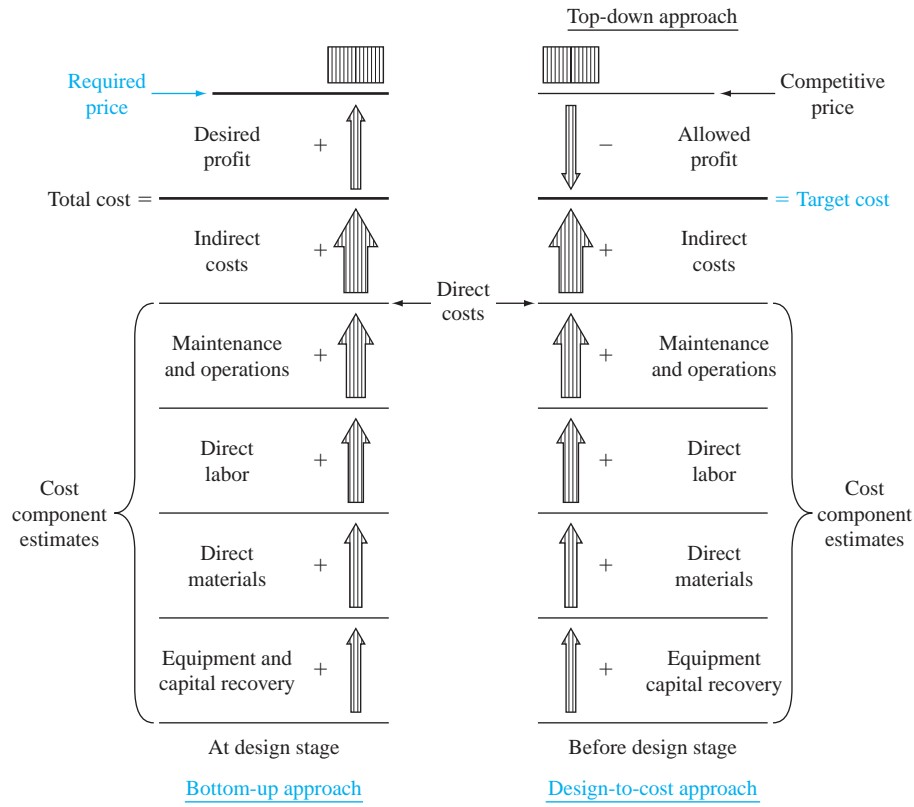 Top-down approach
Required
price
Competitive
price
Desired
profit
+
−
Allowed
profit
Total cost =
= Target cost
Indirect
costs
+
+
Indirect
costs
Direct
costs
Maintenance
and operations
+
+
Maintenance
and operations
Direct
labor
+
+
Direct
labor
Cost
component
estimates
Cost
component
estimates
Direct
materials
+
+
Direct
materials
Equipment and
capital recovery
+
+
Equipment
capital recovery
At design stage
Before design stage
Bottom-up approach
Design-to-cost approach